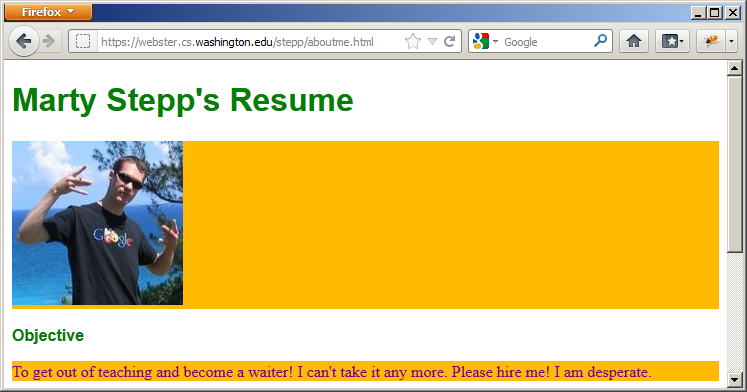 Firefox
https://webster.cs.washington.edu/stepp/aboutme.html
Google
Marty Stepp's Resume
Google
Objective
To get out of teaching and become a waiter! I can't take it any more. Please hire me! I am desperate.